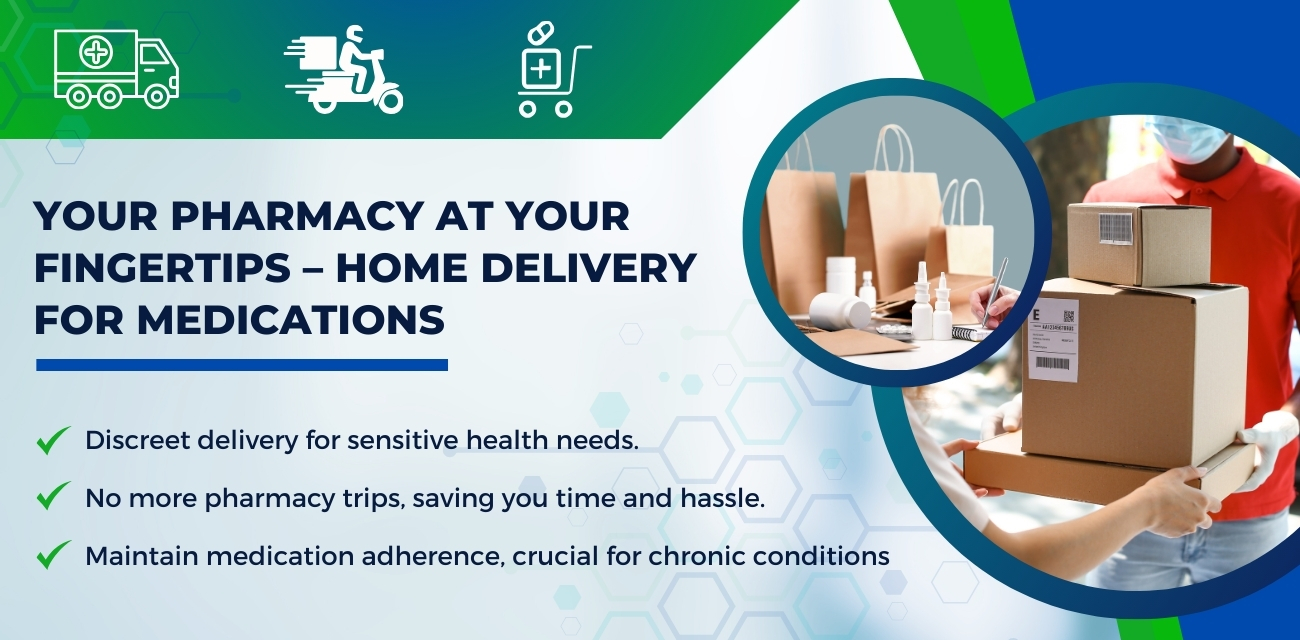 YOUR PHARMACY AT YOUR
FINGERTIPS – HOME DELIVERY
FOR MEDICATIONS
Discreet delivery for sensitive health needs.
No more pharmacy trips, saving you time and hassle.
Maintain medication adherence, crucial for chronic conditions
E